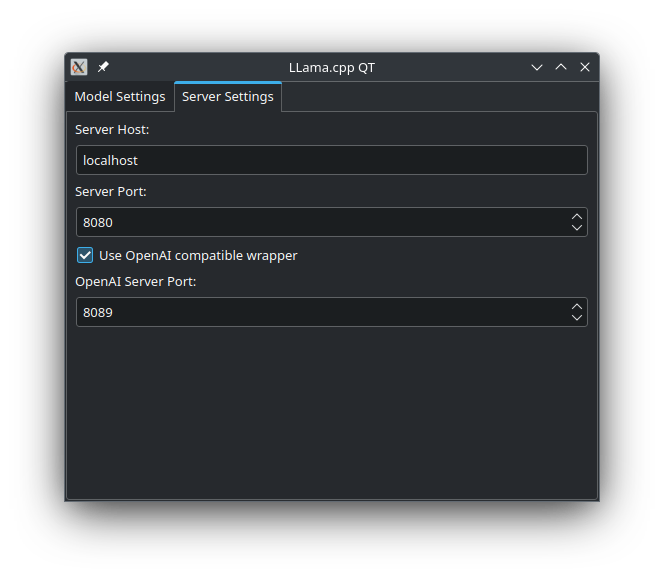 LLama.cpp QT
Model Settings Server Settings
Server Host:
localhost
Server Port:
8080
Use OpenAI compatible wrapper
OpenAI Server Port:
8089